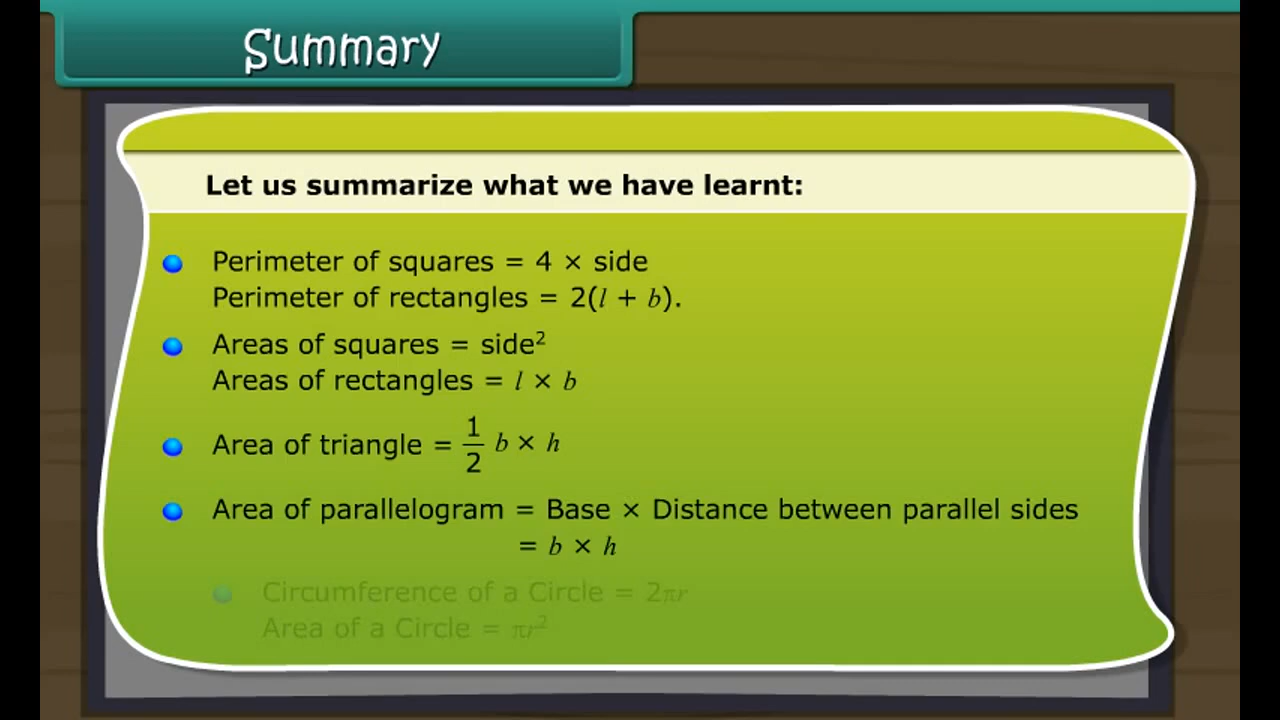 Summary
Let us summarize what we have learnt:
Perimeter of squares = 4 × side
Perimeter of rectangles = 2(l + b).
Areas of squares = side²
Areas of rectangles = l × b
Area of triangle = 1/2 b × h
Area of parallelogram = Base × Distance between parallel sides
= b × h
Circumference of a Circle = 2πr
Area of a Circle = πr²